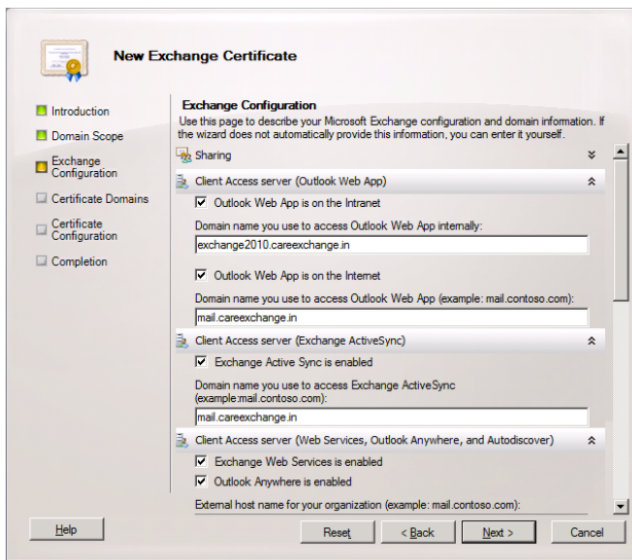 New Exchange Certificate
Introduction
Domain Scope
Exchange
Configuration
Certificate Domains
Certificate
Configuration
Completion
Exchange Configuration
Use this page to describe your Microsoft Exchange configuration and domain information. If
the wizard does not automatically provide this information, you can enter it yourself.
Sharing
Client Access server (Outlook Web App)
Outlook Web App is on the Intranet
Domain name you use to access Outlook Web App internally:
exchange2010.careexchange.in
Outlook Web App is on the Internet
Domain name you use to access Outlook Web App (example: mail.contoso.com):
mail.careexchange.in
Client Access server (Exchange ActiveSync)
Exchange Active Sync is enabled
Domain name you use to access Exchange ActiveSync
(example:mail.contoso.com):
mail.careexchange.in
Client Access server (Web Services, Outlook Anywhere, and Autodiscover)
Exchange Web Services is enabled
Outlook Anywhere is enabled
External host name for your organization (example: mail.contoso.com):
Help
Reset
< Back
Next >
Cancel